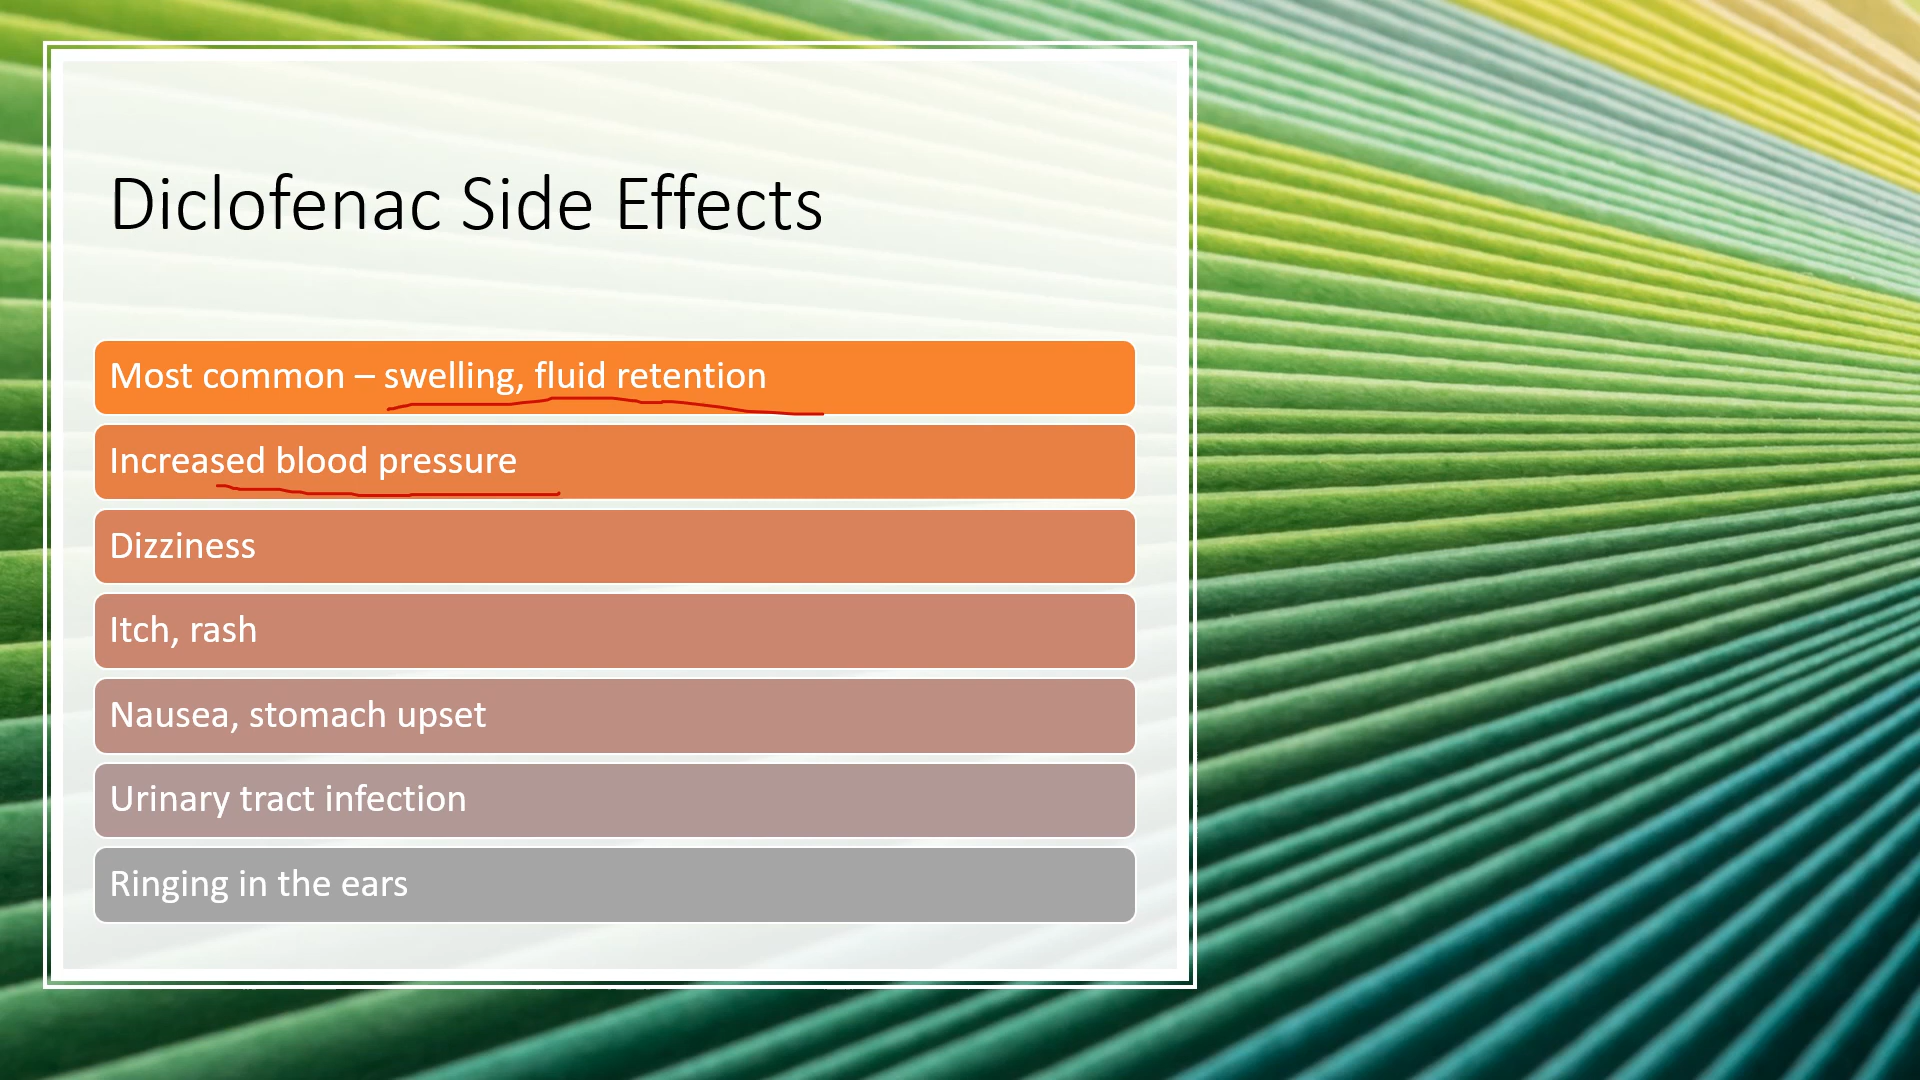 Diclofenac Side Effects
Most common – swelling, fluid retention
Increased blood pressure
Dizziness
Itch, rash
Nausea, stomach upset
Urinary tract infection
Ringing in the ears